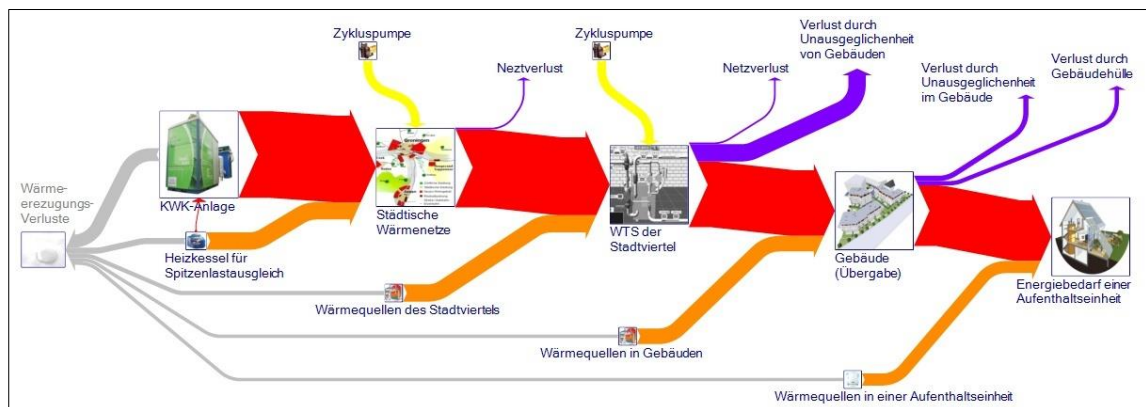 Zykluspumpe
Zykluspumpe
Verlust durch
Unausgeglichenheit
von Gebäuden
Verlust durch
Gebäudehülle
Neztverlust
Netzverlust
Verlust durch
Unausgeglichenheit
im Gebäude
Wärme-
erezugungs-
Verluste
KWK-Anlage
Städtische
Wärmenetze
WTS der
Stadtviertel
Heizkessel für
Spitzenlastausgleich
Gebäude
(Übergabe)
Energiebedarf einer
Aufenthaltseinheit
Wärmequellen des Stadtviertels
Wärmequellen in Gebäuden
Wärmequellen in einer Aufenthaltseinheit